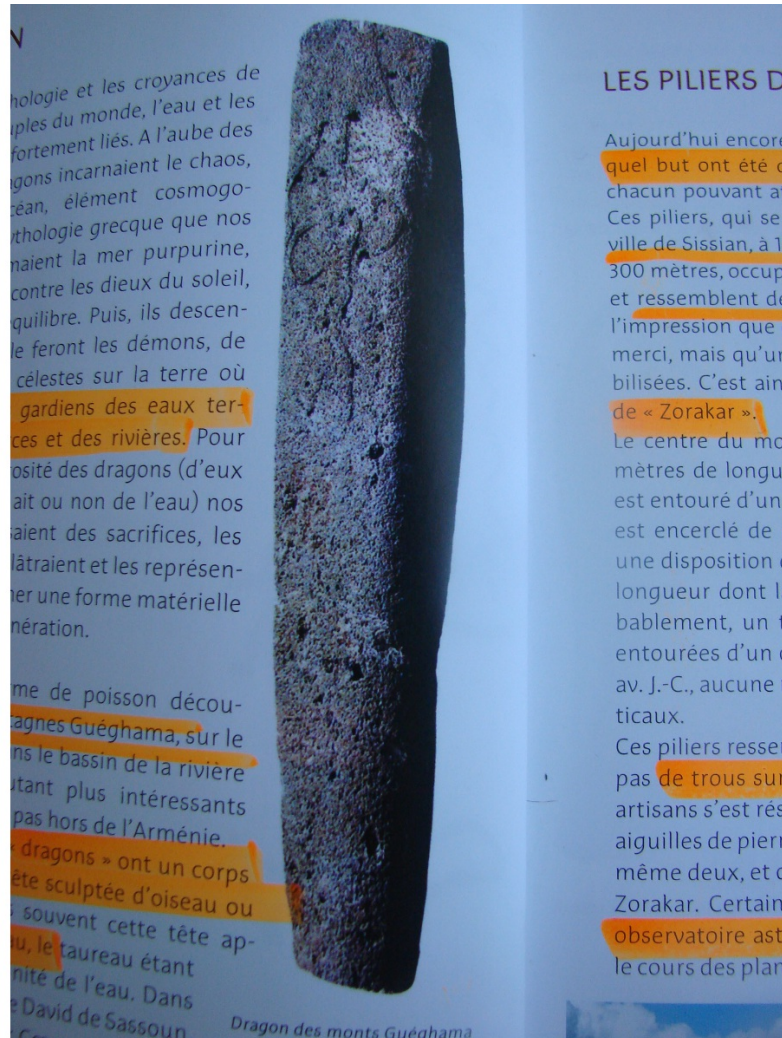 N
hologie et les croyances de
uples du monde, l'eau et les
fortement liés. A l'aube des
agons incarnaient le chaos,
céan, élément cosmogo-
ythologie grecque que nos
maient la mer purpurine,
contre les dieux du soleil,
équilibre. Puis, ils descen-
le feront les démons, de
célestes sur la terre où
gardiens des eaux ter-
ces et des rivières. Pour
rosité des dragons (d'eux
ait ou non de l'eau) nos
saient des sacrifices, les
lâtraient et les représen-
ner une forme matérielle
nération.
me de poisson décou-
tagnes Guéghama, sur le
ns le bassin de la rivière
utant plus intéressants
pas hors de l'Arménie.
« dragons » ont un corps
ête sculptée d'oiseau ou
souvent cette tête ap-
au, le taureau étant
nité de l'eau. Dans
e David de Sassoun
Dragon des monts Guéghama
LES PILIERS D
Aujourd'hui encore
quel but ont été
chacun pouvant a
Ces piliers, qui se
ville de Sissian, à 1
300 mètres, occup
et ressemblent de
l'impression que
merci, mais qu'un
bilisées. C'est ain
de « Zorakar ».
Le centre du mo
mètres de longu
est entouré d'un
est encerclé de
une disposition
longueur dont l
bablement, un t
entourées d'un
av. J.-C., aucune
ticaux.
Ces piliers resse
pas de trous sur
artisans s'est rés
aiguilles de pierr
même deux, et
Zorakar. Certain
observatoire ast
le cours des plan